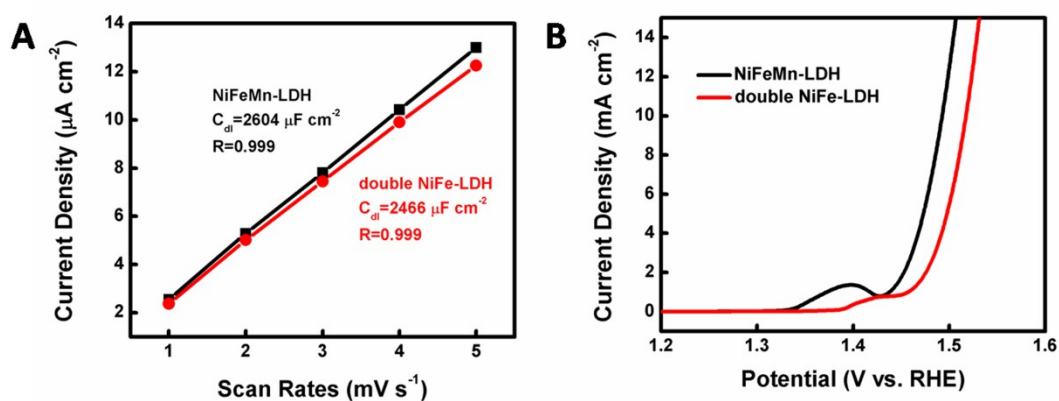 A
Current Density (μA cm⁻²)
14
12
10
8
6
4
2
NiFeMn-LDH
C_dl=2604 μF cm⁻²
R=0.999
double NiFe-LDH
C_dl=2466 μF cm⁻²
R=0.999
1 2 3 4 5
Scan Rates (mV s⁻¹)
B
Current Density (mA cm⁻²)
14
12
10
8
6
4
2
0
NiFeMn-LDH
double NiFe-LDH
1.2 1.3 1.4 1.5 1.6
Potential (V vs. RHE)